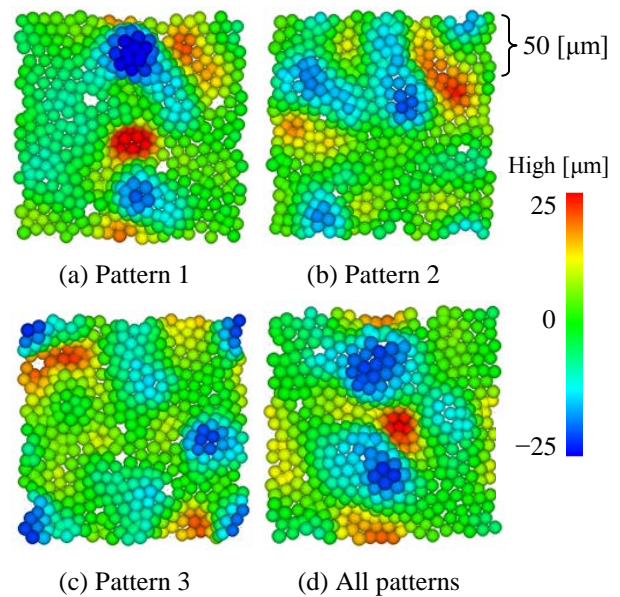 50 [μm]
High [μm]
25
0
−25
(a) Pattern 1
(b) Pattern 2
(c) Pattern 3
(d) All patterns